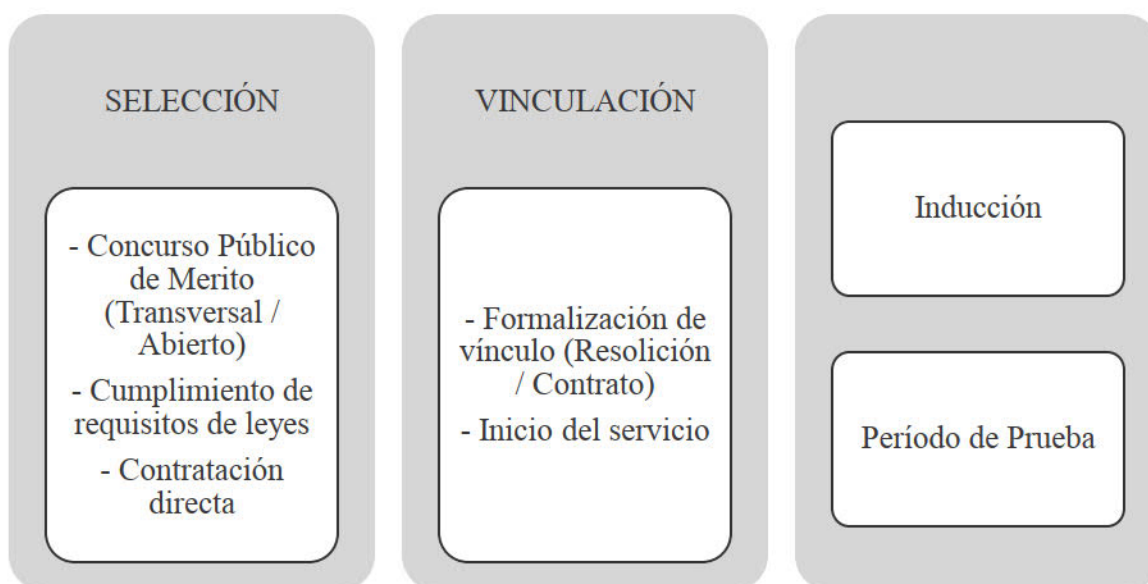 SELECCIÓN
- Concurso Público
de Merito
(Transversal /
Abierto)
- Cumplimiento de
requisitos de leyes
- Contratación
directa
VINCULACIÓN
- Formalización de
vínculo (Resolición
/ Contrato)
- Inicio del servicio
Inducción
Período de Prueba